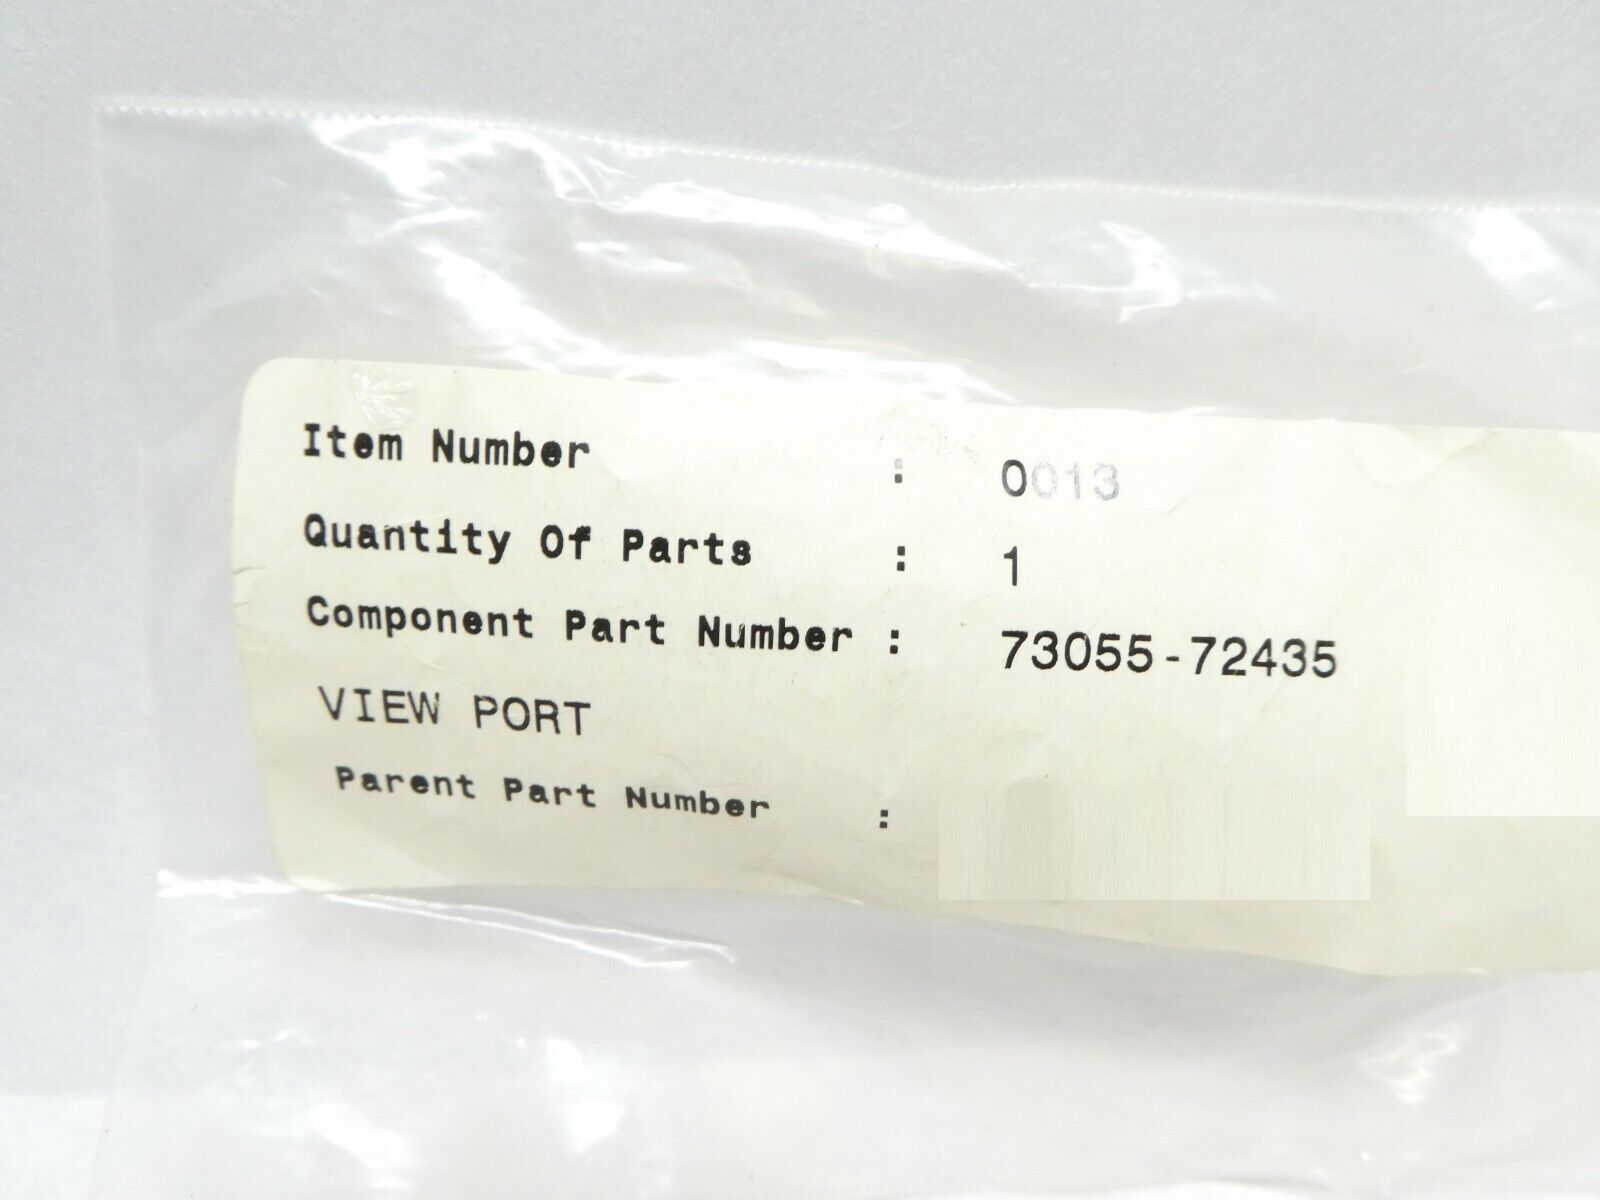 Item Number : 0013
Quantity Of Parts : 1
Component Part Number : 73055-72435
VIEW PORT
Parent Part Number :